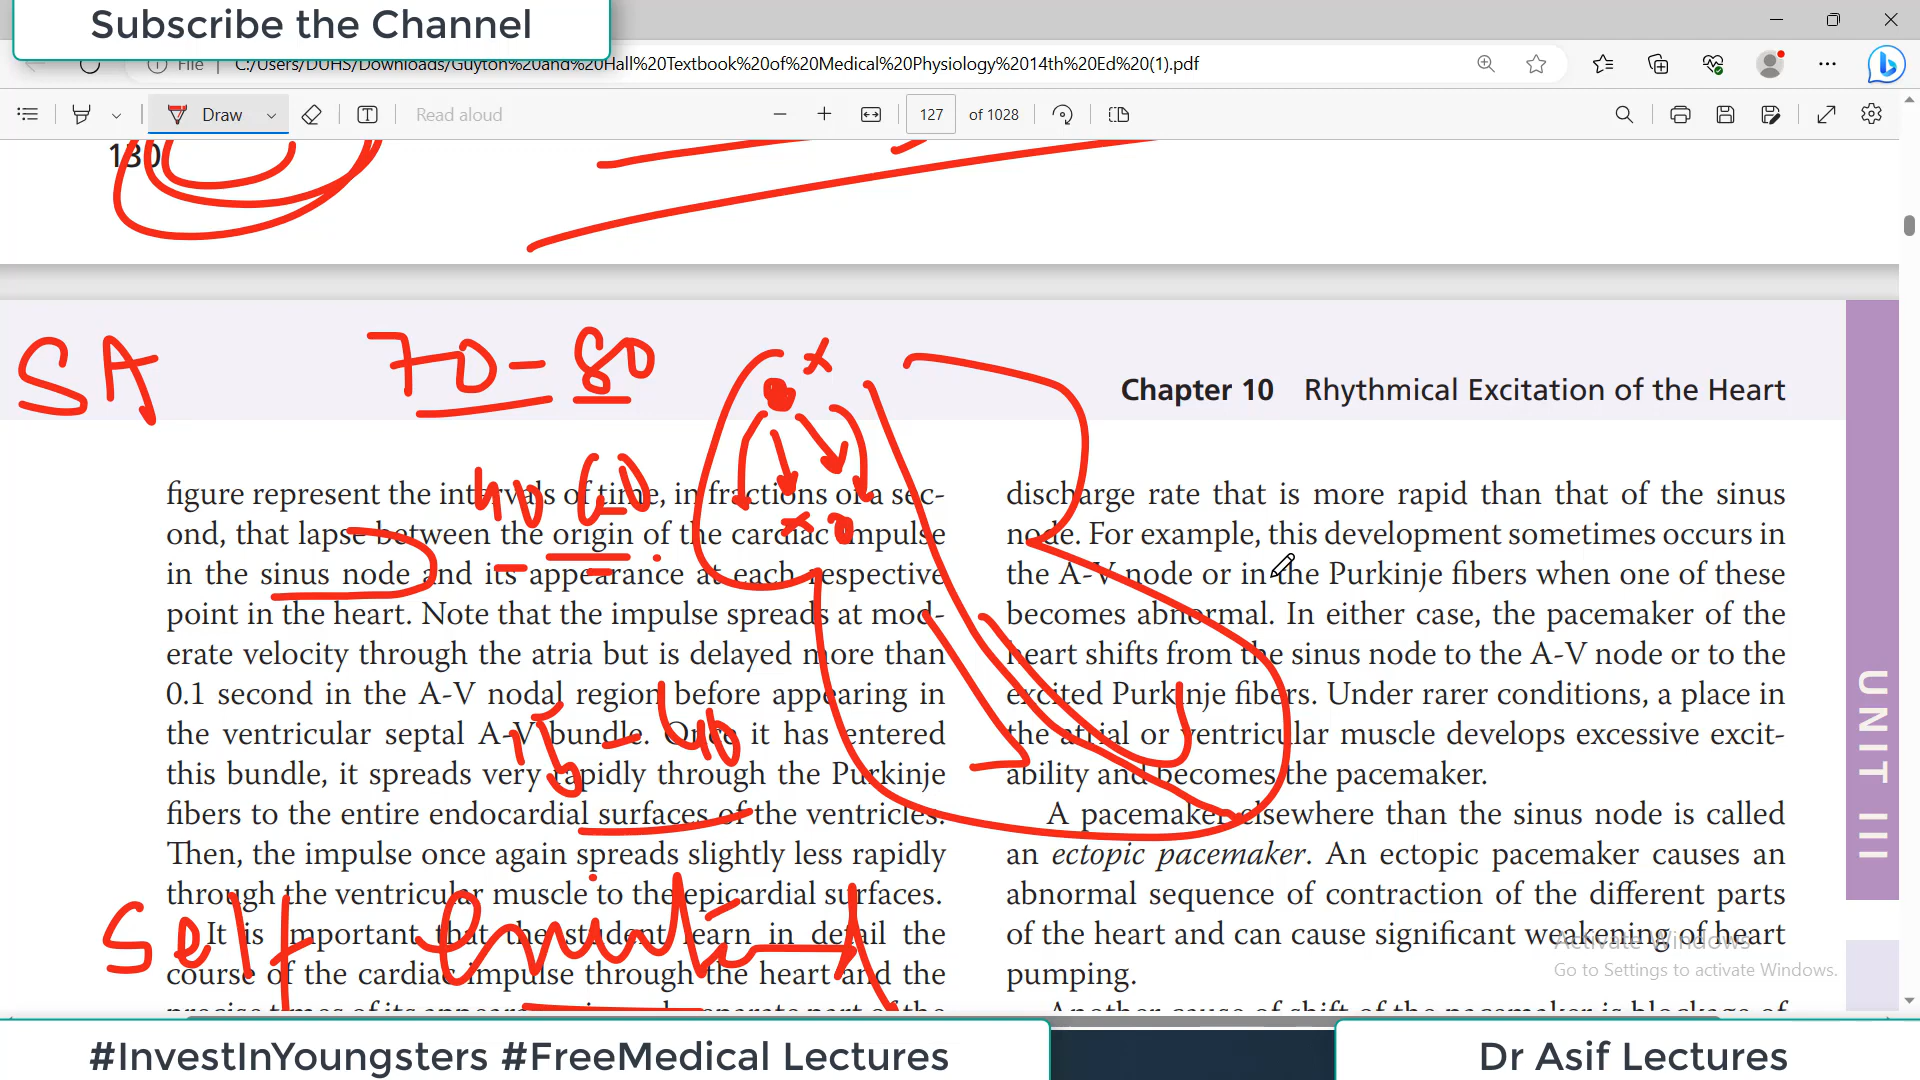 Subscribe the Channel
File
C:/Users/DUHS/Downloads/Guyton%20and%20Hall%20Textbook%20of%20Medical%20Physiology%2014th%20Ed%20(1).pdf
Draw
Read aloud
127 of 1028
130
SA 70-80
Chapter 10 Rhythmical Excitation of the Heart
40 60
figure represent the intervals of time, in fractions of a sec-
ond, that lapse between the origin of the cardiac impulse
in the sinus node and its appearance at each respective
point in the heart. Note that the impulse spreads at mod-
erate velocity through the atria but is delayed more than
0.1 second in the A-V nodal region before appearing in
the ventricular septal A-V bundle. Once it has entered
this bundle, it spreads very rapidly through the Purkinje
fibers to the entire endocardial surfaces of the ventricles.
Then, the impulse once again spreads slightly less rapidly
through the ventricular muscle to the epicardial surfaces.
It is important that the student learn in detail the
course of the cardiac impulse through the heart and the
15-40
Self
discharge rate that is more rapid than that of the sinus
node. For example, this development sometimes occurs in
the A-V node or in the Purkinje fibers when one of these
becomes abnormal. In either case, the pacemaker of the
heart shifts from the sinus node to the A-V node or to the
excited Purkinje fibers. Under rarer conditions, a place in
the atrial or ventricular muscle develops excessive excit-
ability and becomes the pacemaker.
A pacemaker elsewhere than the sinus node is called
an ectopic pacemaker. An ectopic pacemaker causes an
abnormal sequence of contraction of the different parts
of the heart and can cause significant weakening of heart
pumping.
Another cause of shift of the pacemaker is blockage of
UNIT III
Activate Windows
Go to Settings to activate Windows.
#InvestInYoungsters #FreeMedical Lectures
Dr Asif Lectures